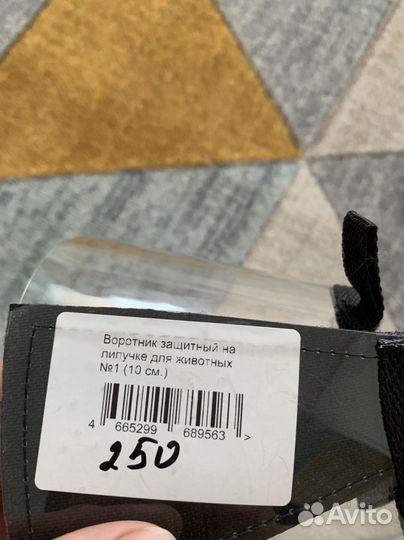 Воротник защитный на
липучке для животных
№1 (10 см.)
4 665299 689563 >
250
Avito